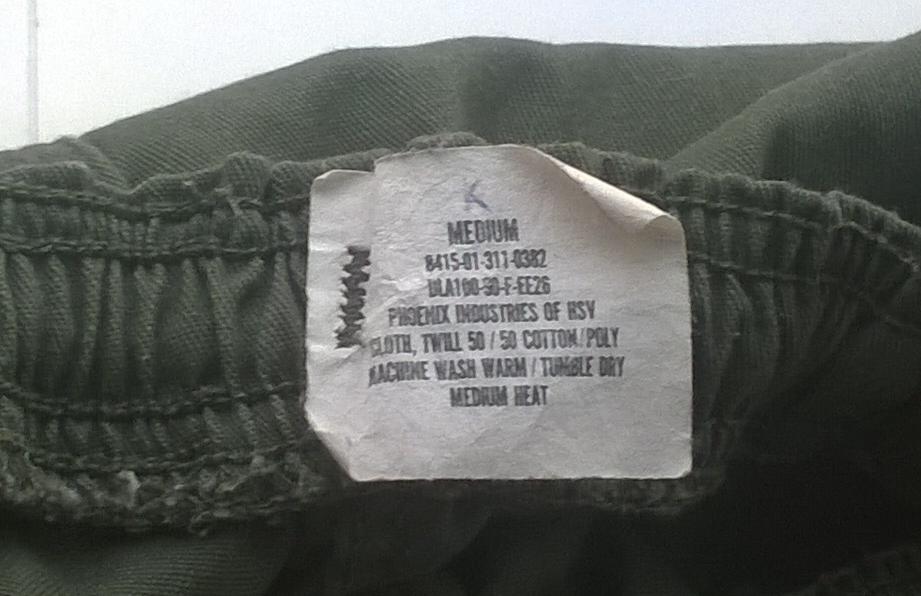 K
MEDIUM
8415-01-311-0382
DLA100-90-F-EE26
PHOENIX INDUSTRIES OF HSV
CLOTH, TWILL 50 / 50 COTTON / POLY
MACHINE WASH WARM / TUMBLE DRY
MEDIUM HEAT